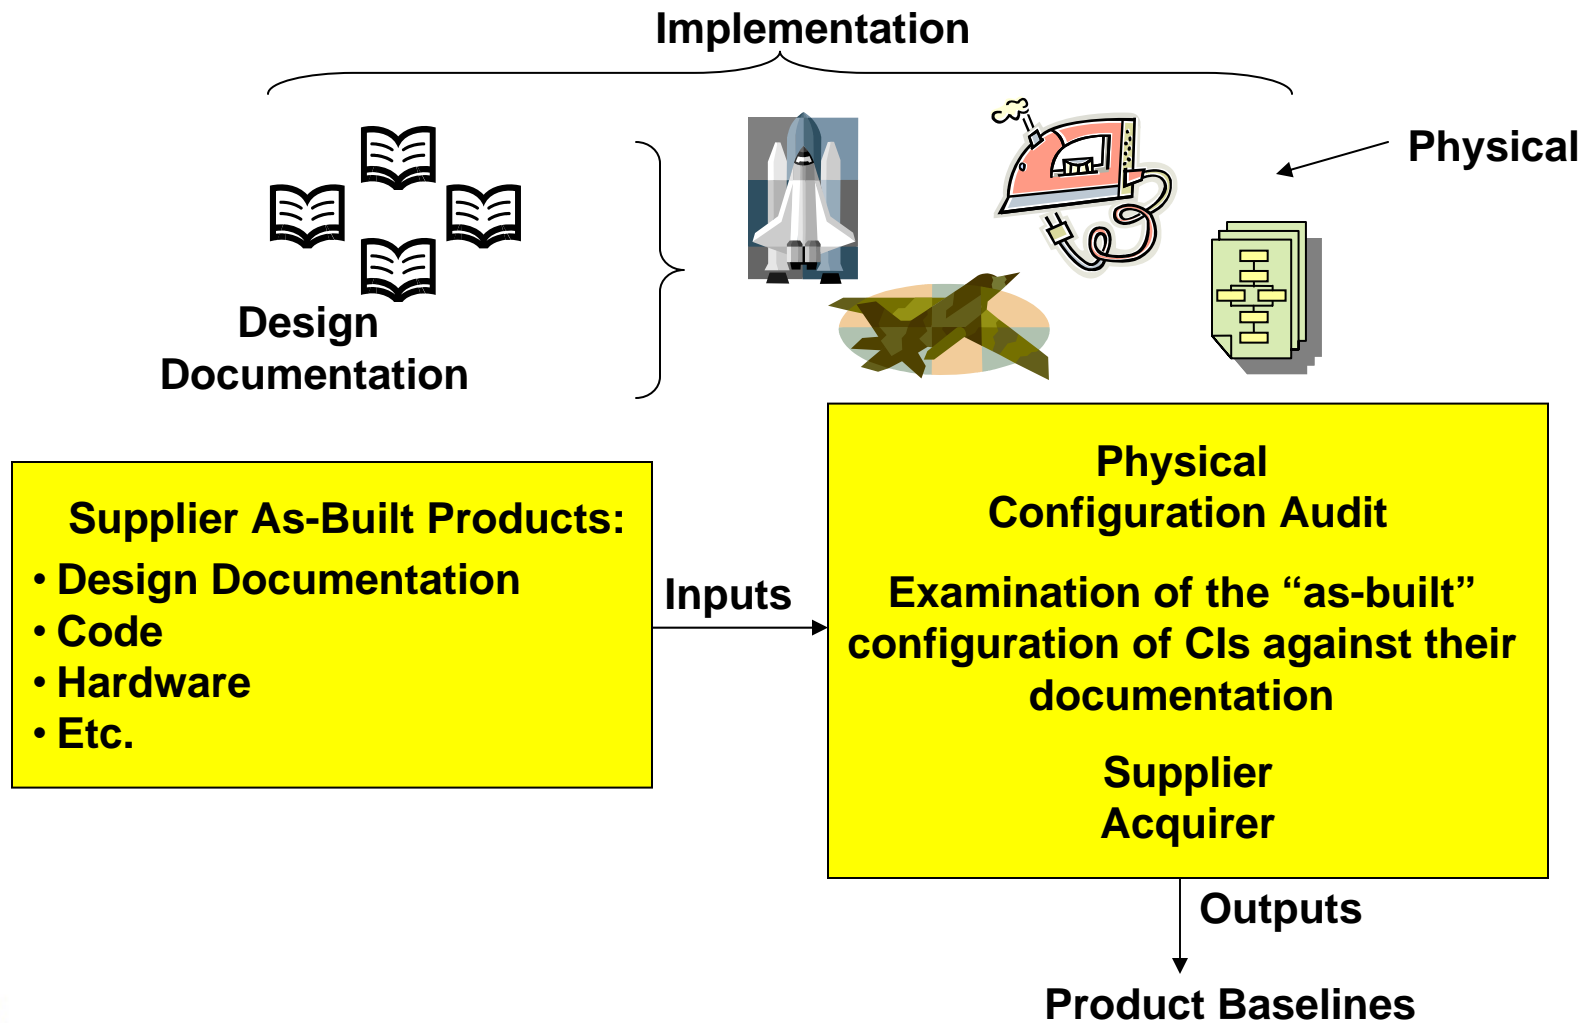 Implementation
Physical
Design
Documentation
Supplier As-Built Products:
• Design Documentation
• Code
• Hardware
• Etc.
Inputs
Physical
Configuration Audit
Examination of the “as-built”
configuration of CIs against their
documentation
Supplier
Acquirer
Outputs
Product Baselines